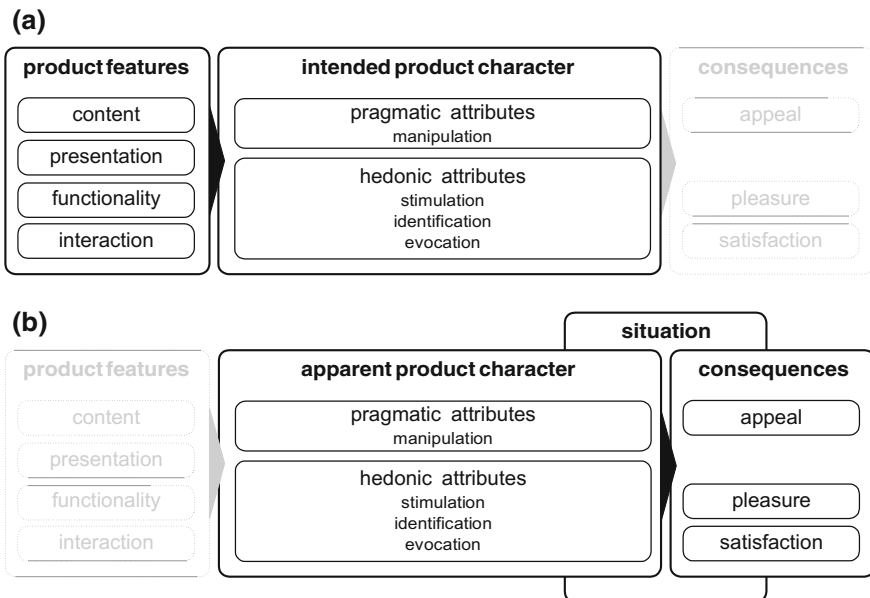 (a)
product features
content
presentation
functionality
interaction
intended product character
pragmatic attributes
manipulation
hedonic attributes
stimulation
identification
evocation
consequences
appeal
pleasure
satisfaction
(b)
situation
product features
content
presentation
functionality
interaction
apparent product character
pragmatic attributes
manipulation
hedonic attributes
stimulation
identification
evocation
consequences
appeal
pleasure
satisfaction